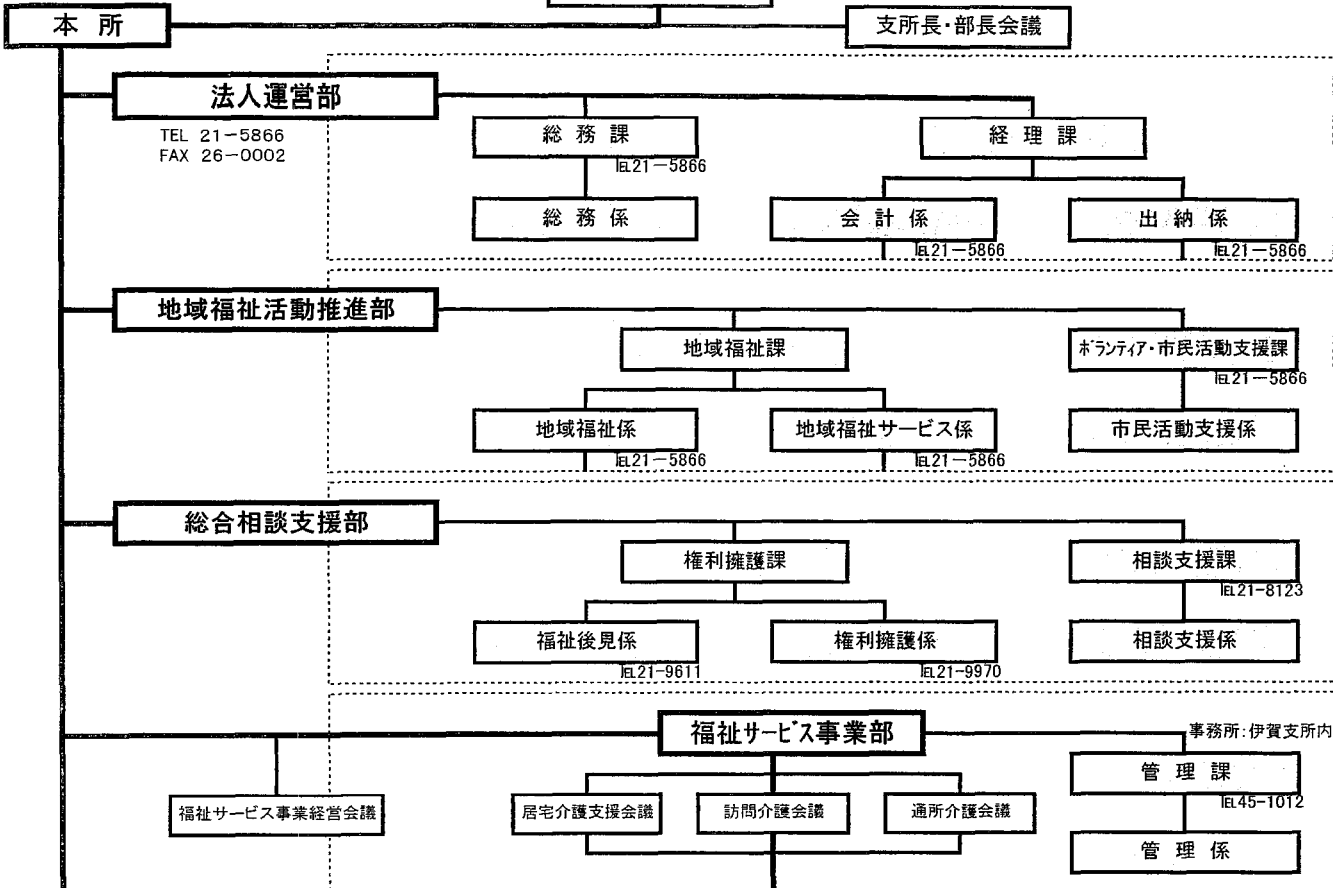 本所
支所長・部長会議
法人運営部
TEL 21-5866
FAX 26-0002
総務課
℡21-5866
経理課
総務係
会計係
℡21-5866
出納係
℡21-5866
地域福祉活動推進部
地域福祉課
ボランティア・市民活動支援課
℡21-5866
地域福祉係
℡21-5866
地域福祉サービス係
℡21-5866
市民活動支援係
総合相談支援部
権利擁護課
相談支援課
℡21-8123
福祉後見係
℡21-9611
権利擁護係
℡21-9970
相談支援係
福祉サービス事業部
事務所:伊賀支所内
管理課
℡45-1012
福祉サービス事業経営会議
居宅介護支援会議
訪問介護会議
通所介護会議
管理係